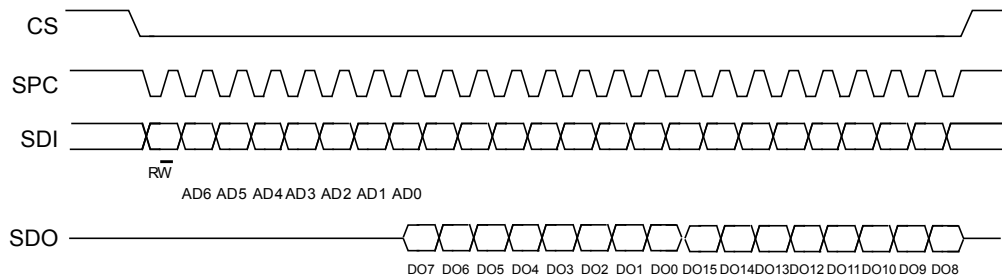 CS
SPC
SDI
RW
AD6 AD5 AD4 AD3 AD2 AD1 AD0
SDO
DO7 DO6 DO5 DO4 DO3 DO2 DO1 DO0 DO15 DO14 DO13 DO12 DO11 DO10 DO9 DO8